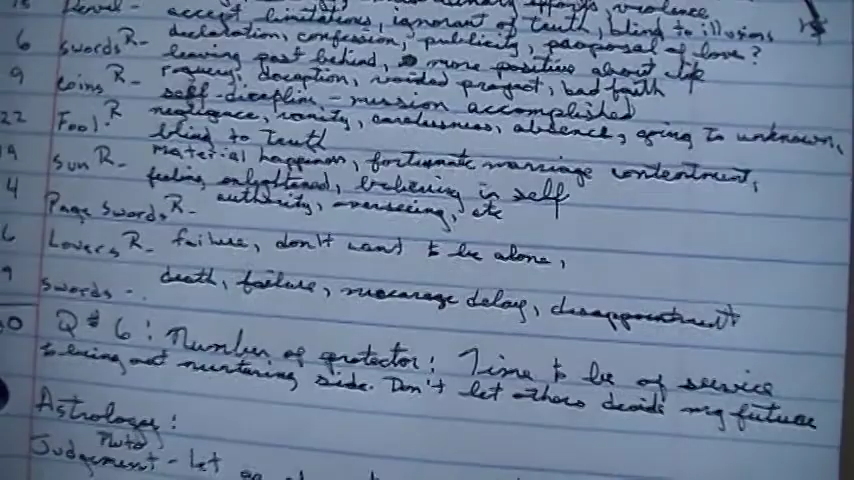 15 Devil - accept limitations, ignorant of truth, blind to illusions
6 swords R- declaration, confession, publicity, proposal of love?
leaving past behind, more positive about life
9 coins R - roguery, deception, voided project, bad faith
self-discipline - mission accomplished
22 Fool R negligence, vanity, carelessness, absence, going to unknown,
blind to truth
19 Sun R- material happiness, fortunate marriage contentment,
feeling enlightened, believing in self
4 Page Swords R- authority, overseeing, etc
6 Lovers R- failure, don't want to be alone,
9 swords - death, failure, miscarriage delay, disappointment
0 Q # 6 : Number of protector : Time to be of service
to bring out nurturing side. Don't let others decide my future
Astrologer :
Pluto
Judgement - Let